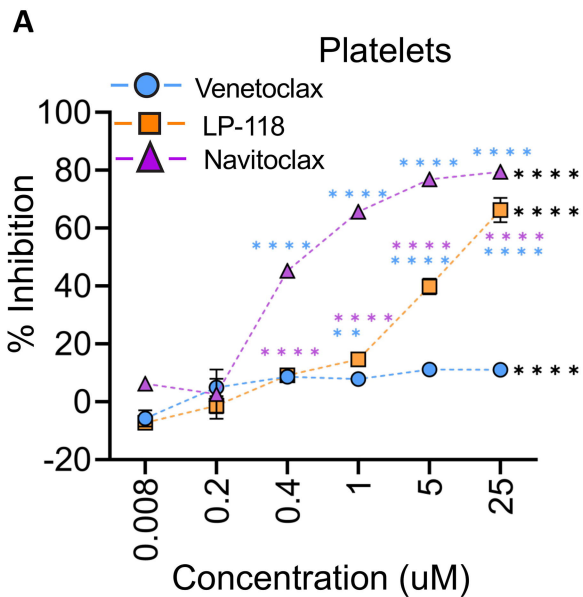 A
Platelets
Venetoclax
LP-118
Navitoclax
% Inhibition
100
80
60
40
20
0
-20
* * * *
* * * *
* * * *
* * * *
* * * *
* * * *
* * * *
* * * *
* * * *
* * * *
* * * *
* *
* * * *
* * * *
0.008
0.2
0.4
1
5
25
Concentration (uM)